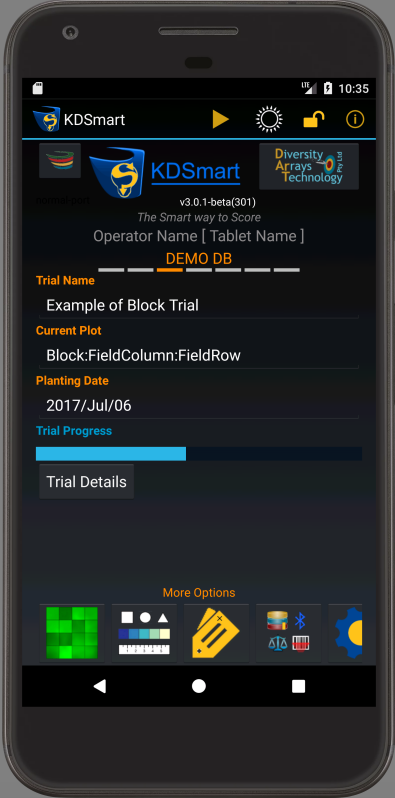 LTE 10:35
KDSmart
KDSmart
Diversity
Arrays
Technology
Pty Ltd
v3.0.1-beta(301)
The Smart way to Score
Operator Name [ Tablet Name ]
DEMO DB
Trial Name
Example of Block Trial
Current Plot
Block:FieldColumn:FieldRow
Planting Date
2017/Jul/06
Trial Progress
Trial Details
More Options